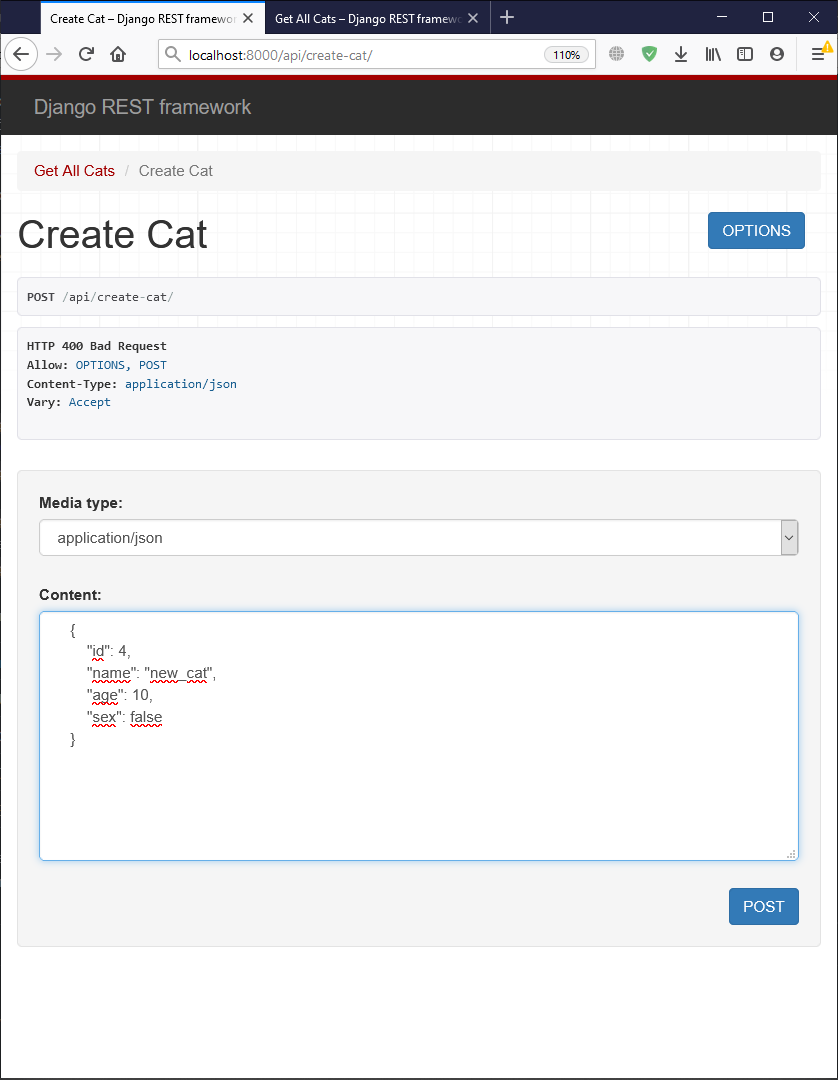 Create Cat – Django REST framewor
Get All Cats – Django REST framewo
localhost:8000/api/create-cat/
110%
Django REST framework
Get All Cats / Create Cat
Create Cat
OPTIONS
POST /api/create-cat/
HTTP 400 Bad Request
Allow: OPTIONS, POST
Content-Type: application/json
Vary: Accept
Media type:
application/json
Content:
{
"id": 4,
"name": "new_cat",
"age": 10,
"sex": false
}
POST